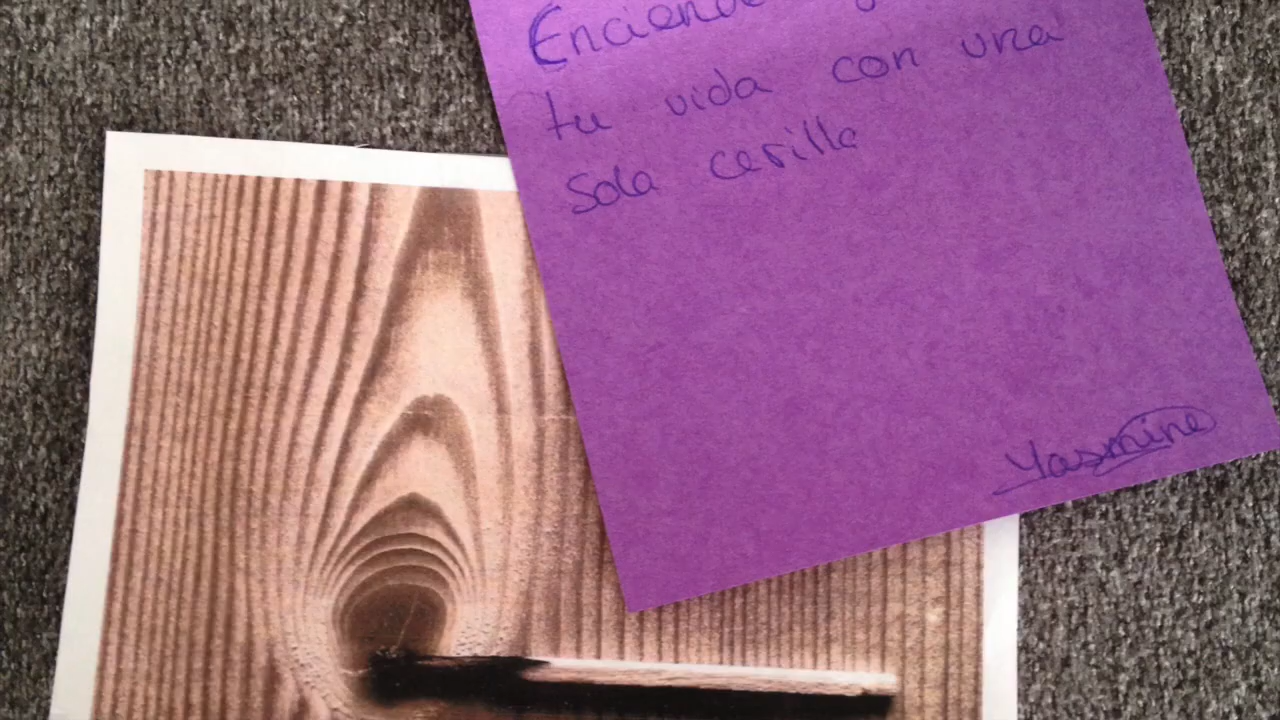 Enciende
tu vida con una
sola cerilla
Yasmine